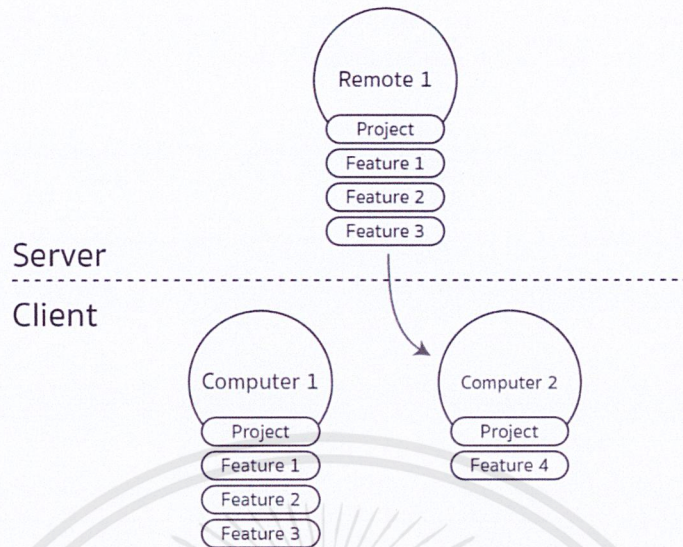 Remote 1
Project
Feature 1
Feature 2
Feature 3
Server
Client
Computer 1
Project
Feature 1
Feature 2
Feature 3
Computer 2
Project
Feature 4